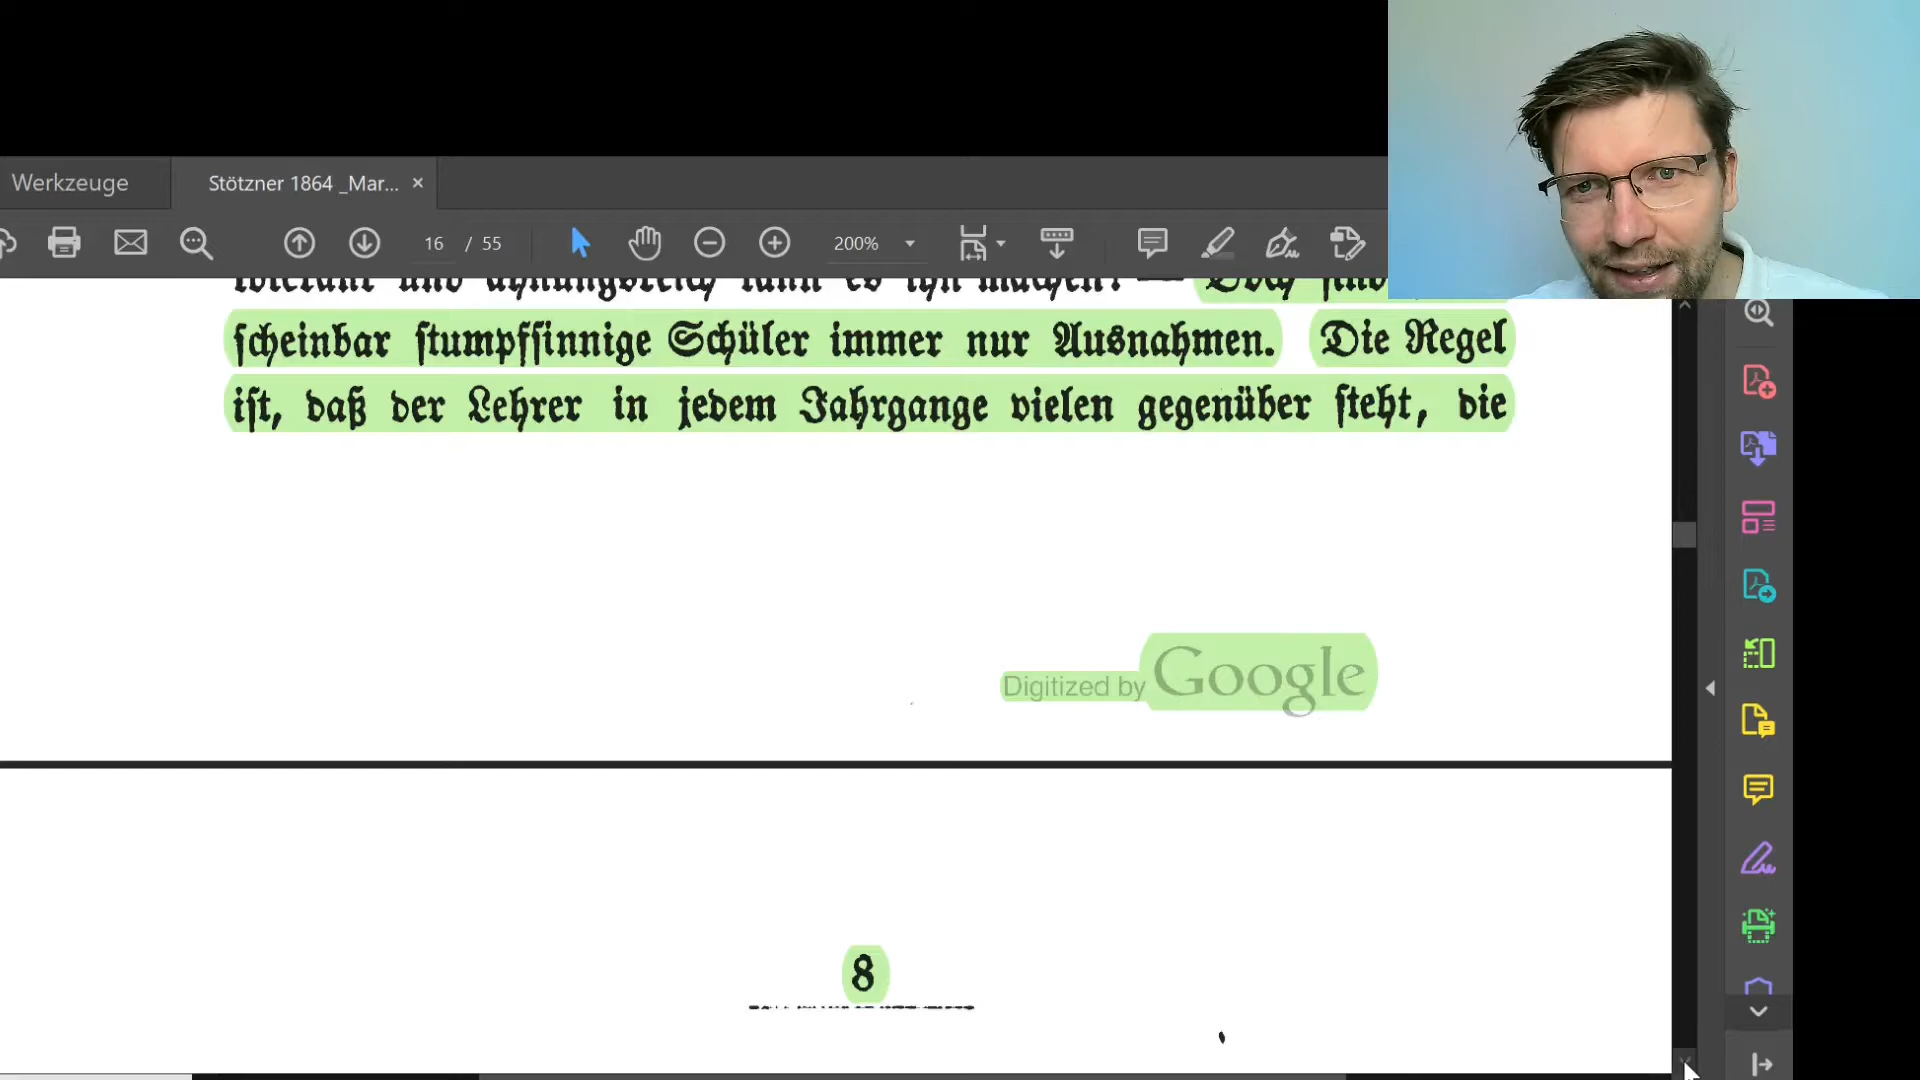 Werkzeuge
Stötzner 1864 _Mar... ×
16 / 55
200%
und
scheinbar stumpfsinnige Schüler immer nur Ausnahmen. Die Regel
ist, daß der Lehrer in jedem Jahrgange vielen gegenüber steht, die
Digitized by Google
8